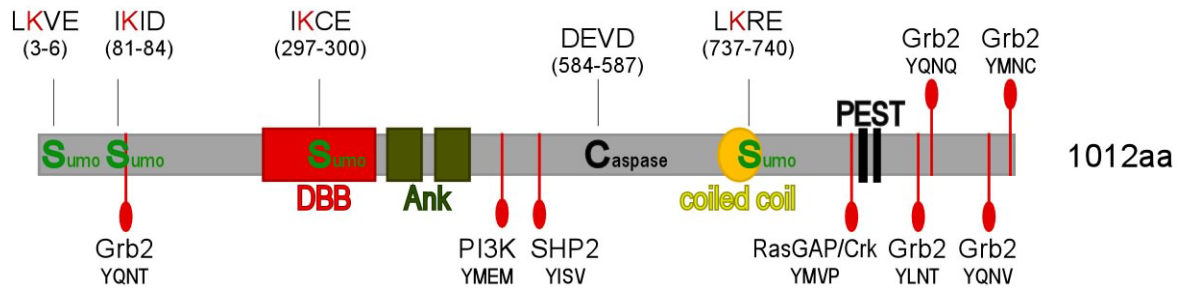 LKVE IKID IKCE DEVD LKRE Grb2 Grb2
(3-6) (81-84) (297-300) (584-587) (737-740) YQNQ YMNC
PEST
Sumo Sumo Sumo Caspase Sumo 1012aa
DBB Ank coiled coil
Grb2 PI3K SHP2 RasGAP/Crk Grb2 Grb2
YQNT YMEM YISV YMVP YLNT YQNV